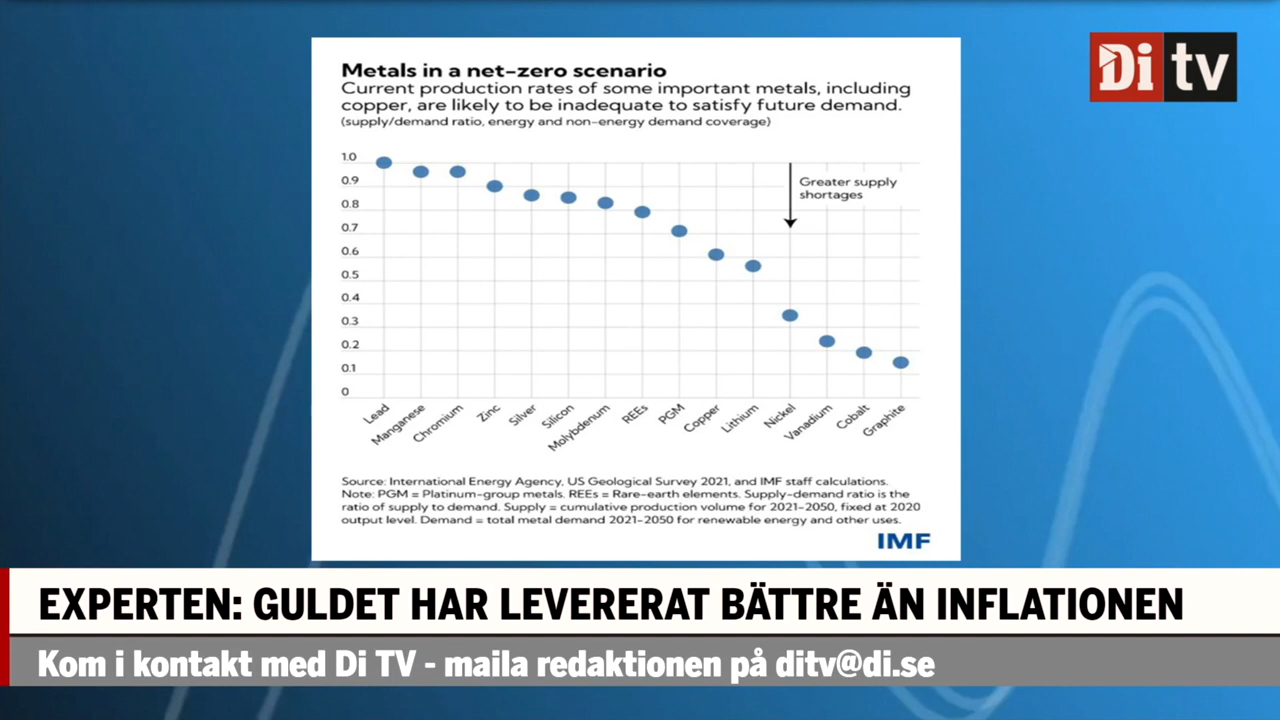 Di tv
Metals in a net-zero scenario
Current production rates of some important metals, including
copper, are likely to be inadequate to satisfy future demand.
(supply/demand ratio, energy and non-energy demand coverage)
1.0
0.9
0.8
0.7
0.6
0.5
0.4
0.3
0.2
0.1
0
Greater supply
shortages
Lead
Manganese
Chromium
Zinc
Silver
Silicon
Molybdenum
REEs
PGM
Copper
Lithium
Nickel
Vanadium
Cobalt
Graphite
Source: International Energy Agency, US Geological Survey 2021, and IMF staff calculations.
Note: PGM = Platinum-group metals. REEs = Rare-earth elements. Supply-demand ratio is the
ratio of supply to demand. Supply = cumulative production volume for 2021-2050, fixed at 2020
output level. Demand = total metal demand 2021-2050 for renewable energy and other uses.
IMF
EXPERTEN: GULDET HAR LEVERERAT BÄTTRE ÄN INFLATIONEN
Kom i kontakt med Di TV - maila redaktionen på ditv@di.se